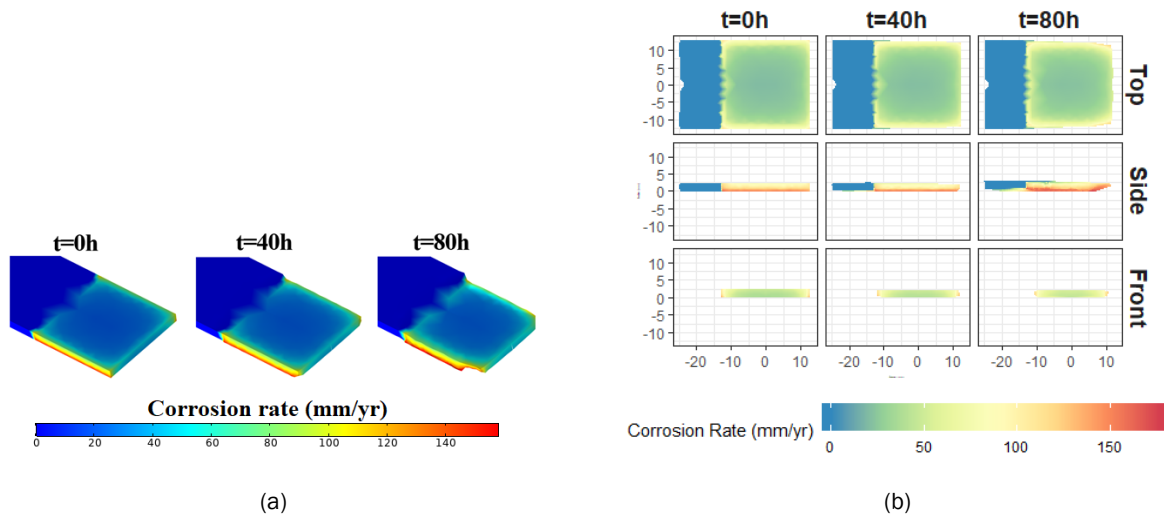 t=0h
t=40h
t=80h
Corrosion rate (mm/yr)
0 20 40 60 80 100 120 140
(a)
t=0h t=40h t=80h
10
5
0
-5
-10
Top
10
5
0
-5
-10
Side
10
5
0
-5
-10
Front
-20 -10 0 10 -20 -10 0 10 -20 -10 0 10
Corrosion Rate (mm/yr)
0 50 100 150
(b)